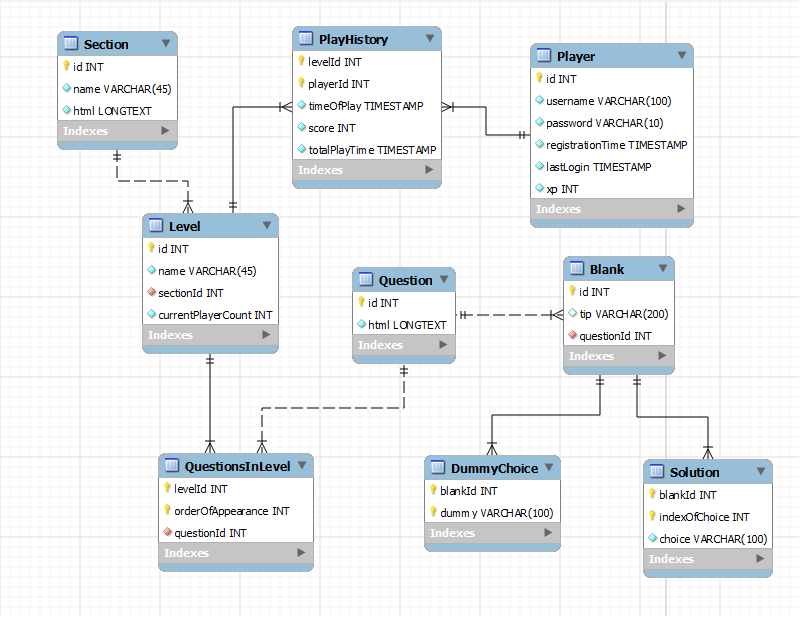 Section
id INT
name VARCHAR(45)
html LONGTEXT
Indexes
PlayHistory
levelId INT
playerId INT
timeOfPlay TIMESTAMP
score INT
totalPlayTime TIMESTAMP
Indexes
Player
id INT
username VARCHAR(100)
password VARCHAR(10)
registrationTime TIMESTAMP
lastLogin TIMESTAMP
xp INT
Indexes
Level
id INT
name VARCHAR(45)
sectionId INT
currentPlayerCount INT
Indexes
Question
id INT
html LONGTEXT
Indexes
Blank
id INT
tip VARCHAR(200)
questionId INT
Indexes
QuestionsInLevel
levelId INT
orderOfAppearance INT
questionId INT
Indexes
DummyChoice
blankId INT
dummy VARCHAR(100)
Indexes
Solution
blankId INT
indexOfChoice INT
choice VARCHAR(100)
Indexes